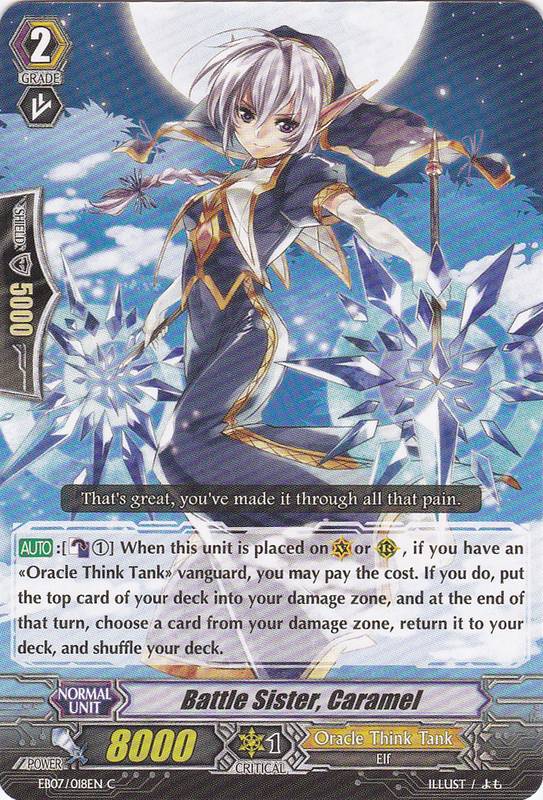 2
GRADE
SHIELD
5000
That's great, you've made it through all that pain.
AUTO :[①] When this unit is placed on V or R , if you have an
«Oracle Think Tank» vanguard, you may pay the cost. If you do, put
the top card of your deck into your damage zone, and at the end of
that turn, choose a card from your damage zone, return it to your
deck, and shuffle your deck.
NORMAL
UNIT
Battle Sister, Caramel
POWER
8000
1
CRITICAL
Oracle Think Tank
Elf
EB07/018EN C
ILLUST / よも